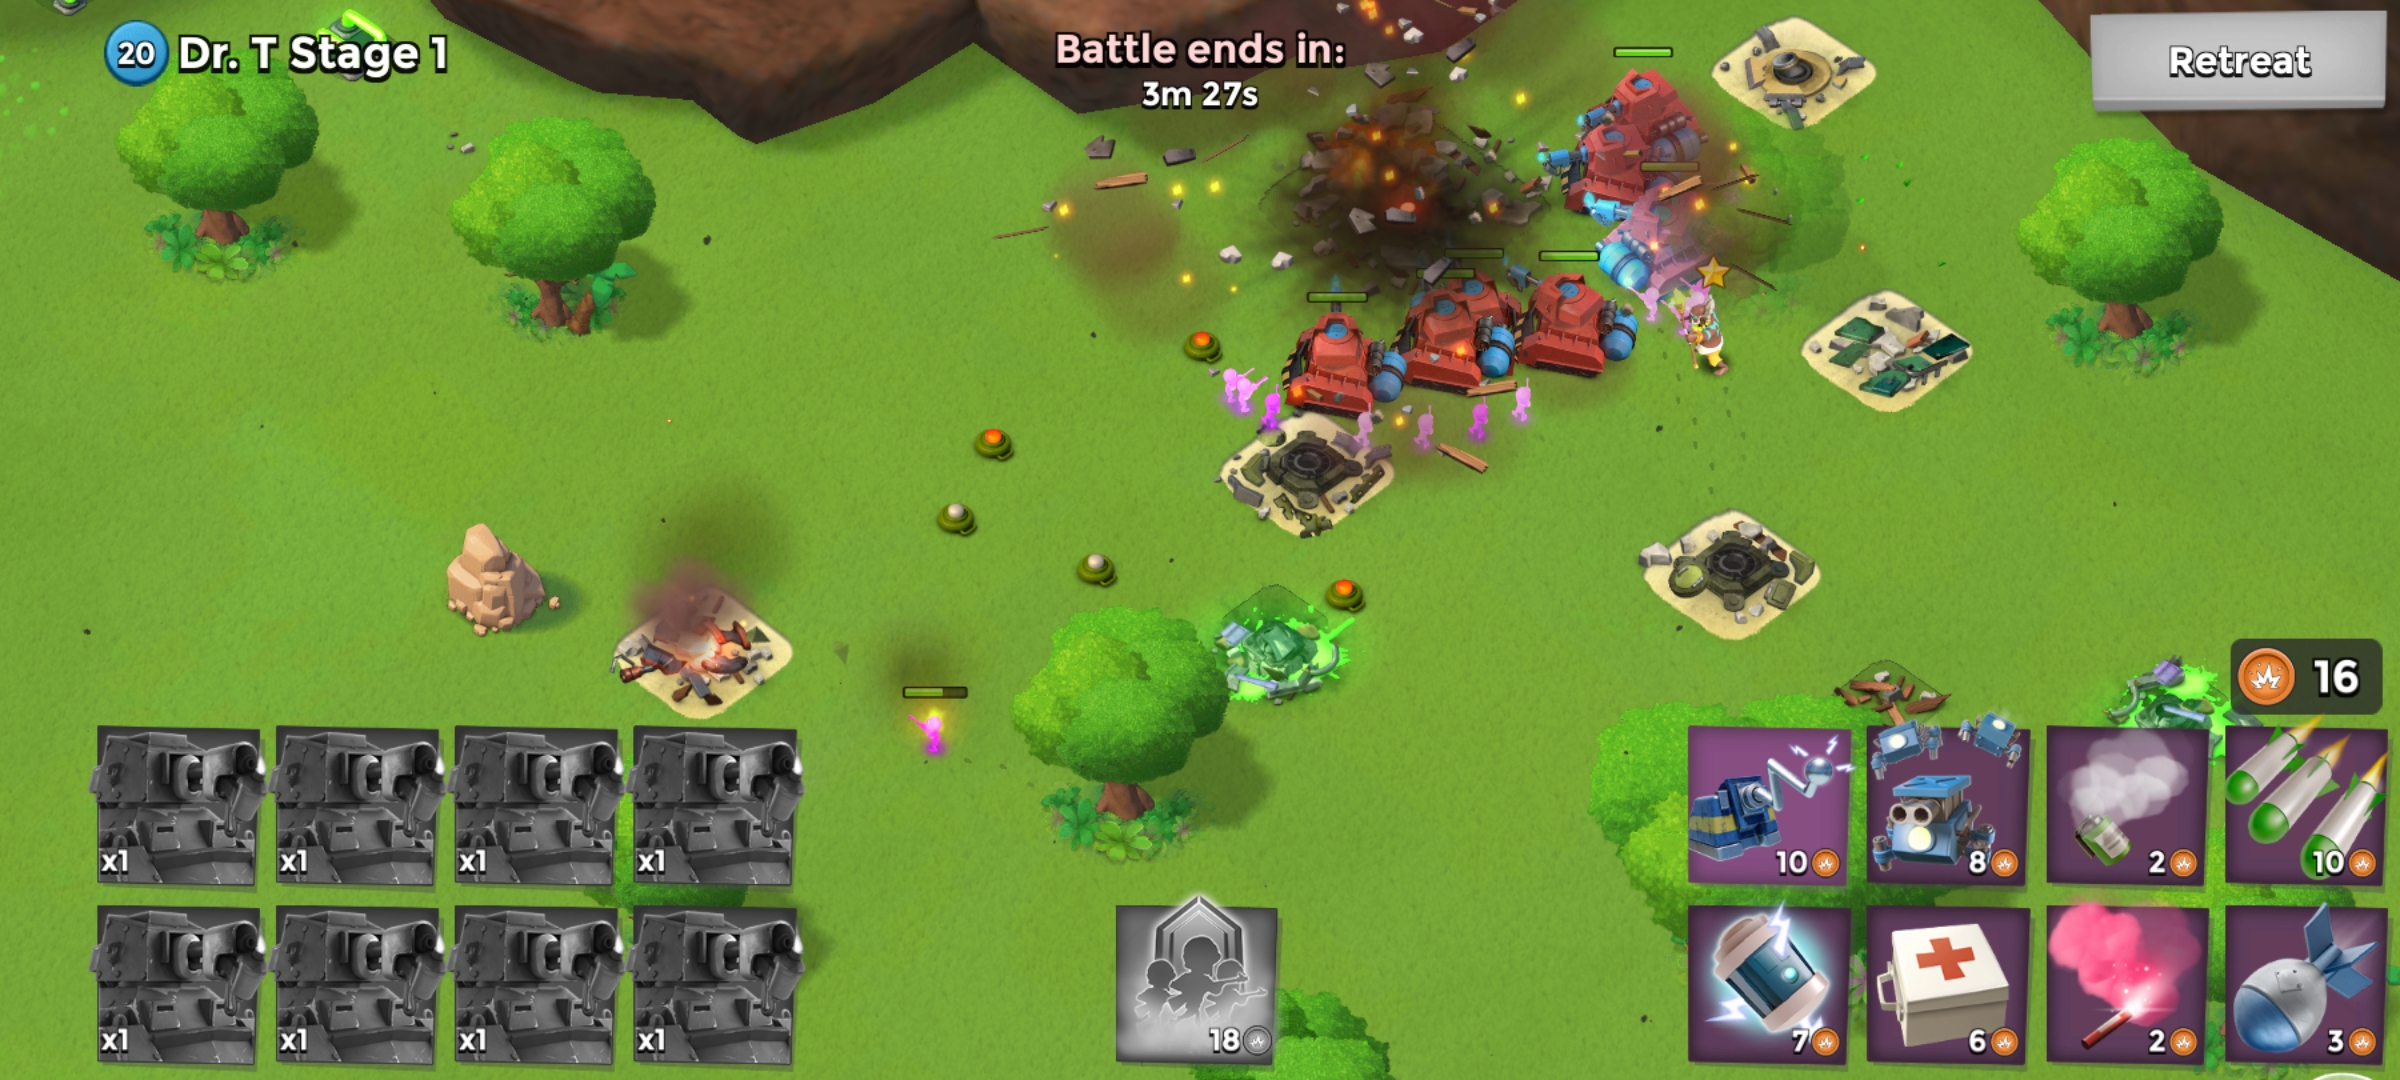 20 Dr. T Stage 1
Battle ends in:
3m 27s
Retreat
16
x1 x1 x1 x1
10 8 2 10
x1 x1 x1 x1
18
7 6 2 3